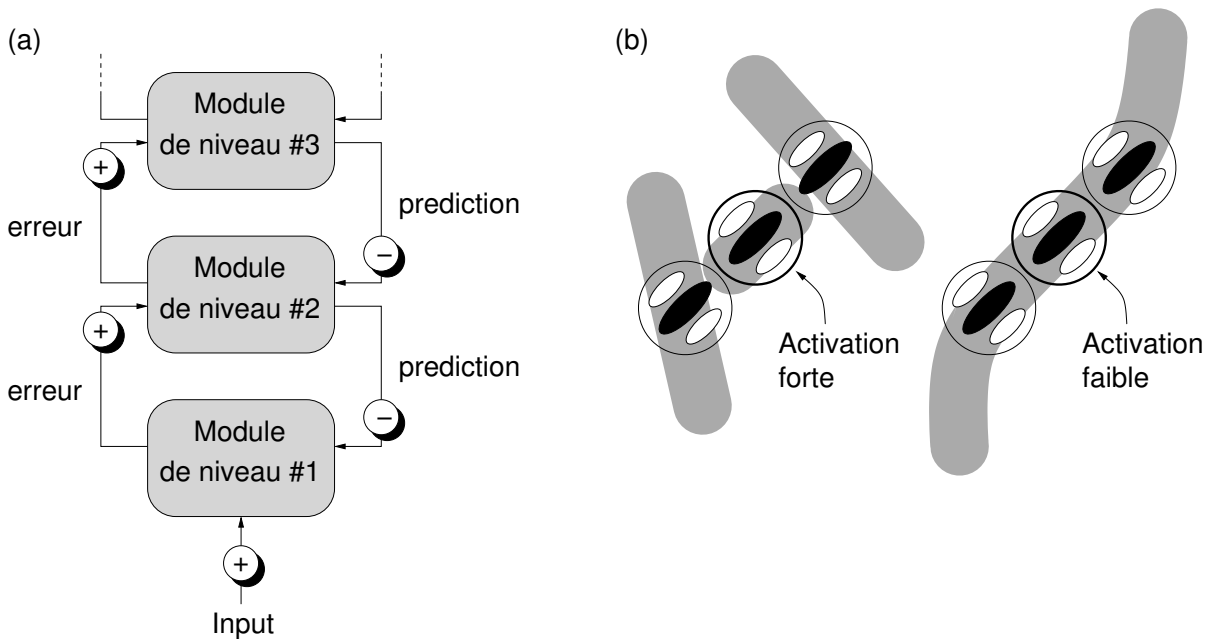 (a)
Module
de niveau #3
+
erreur
prediction
−
Module
de niveau #2
+
erreur
prediction
−
Module
de niveau #1
+
Input
(b)
Activation
forte
Activation
faible